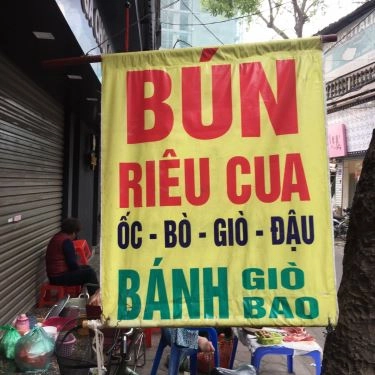 BÚN
RIÊU CUA
ỐC - BÒ - GIÒ - ĐẬU
BÁNH GIÒ
BAO